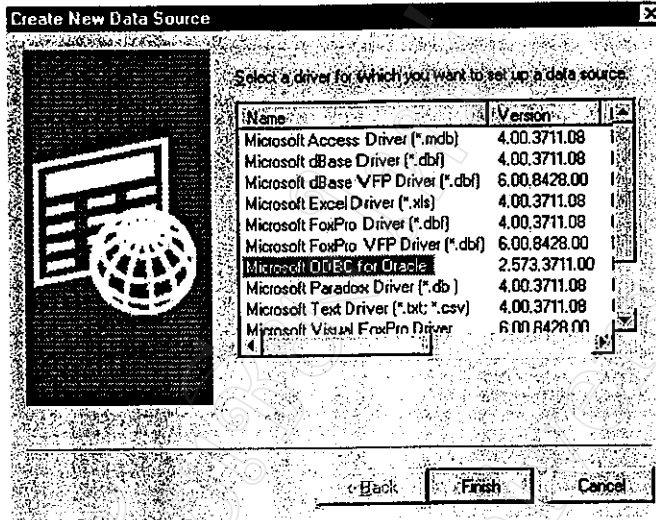 Create New Data Source
Select a driver for which you want to set up a data source.
Name Version
Microsoft Access Driver (*.mdb) 4.00.3711.08
Microsoft dBase Driver (*.dbf) 4.00.3711.08
Microsoft dBase VFP Driver (*.dbf) 6.00.8428.00
Microsoft Excel Driver (*.xls) 4.00.3711.08
Microsoft FoxPro Driver (*.dbf) 4.00.3711.08
Microsoft FoxPro VFP Driver (*.dbf) 6.00.8428.00
Microsoft ODBC for Oracle 2.573.3711.00
Microsoft Paradox Driver (*.db ) 4.00.3711.08
Microsoft Text Driver (*.txt; *.csv) 4.00.3711.08
Microsoft Visual FoxPro Driver 6.00.8428.00
< Back Finish Cancel